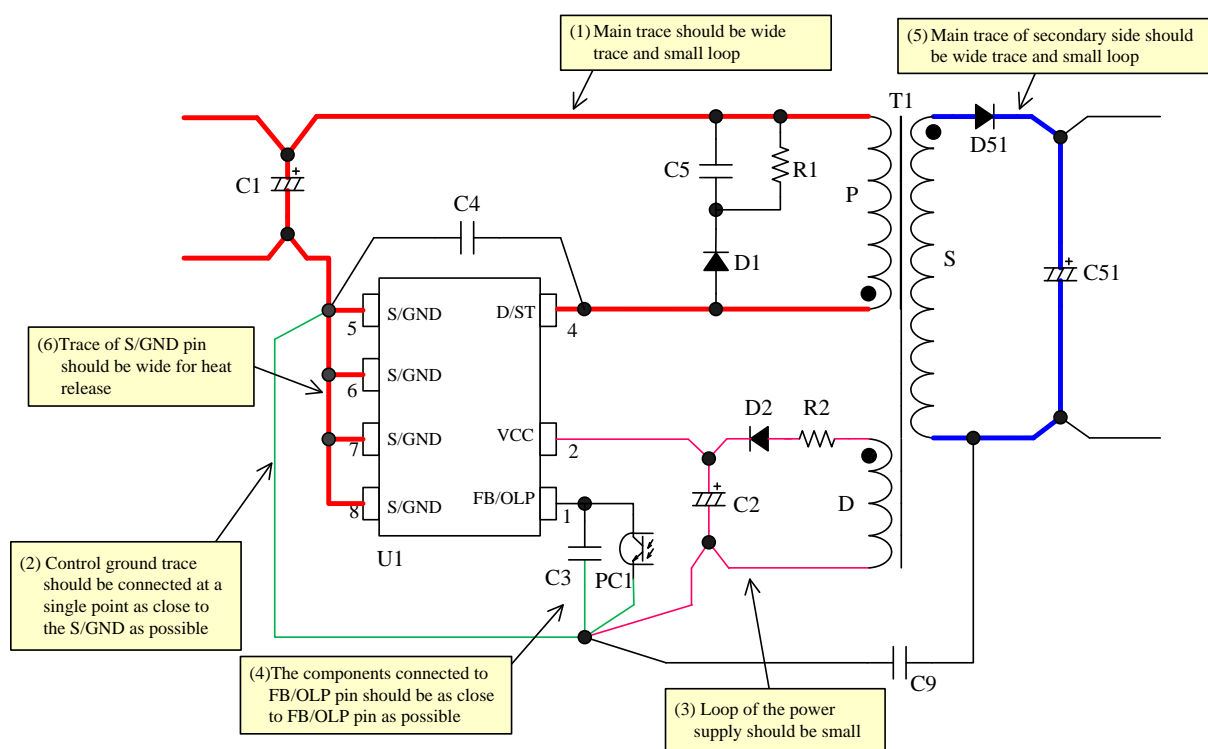 (1) Main trace should be wide
trace and small loop
(5) Main trace of secondary side should
be wide trace and small loop
T1
D51
C1
C5
R1
P
C4
S
D1
C51
S/GND
D/ST
5
4
(6)Trace of S/GND pin
should be wide for heat
release
S/GND
6
D2
R2
S/GND
VCC
7
2
S/GND
FB/OLP
8
1
C2
D
U1
C3
PC1
(2) Control ground trace
should be connected at a
single point as close to
the S/GND as possible
(4)The components connected to
FB/OLP pin should be as close
to FB/OLP pin as possible
C9
(3) Loop of the power
supply should be small